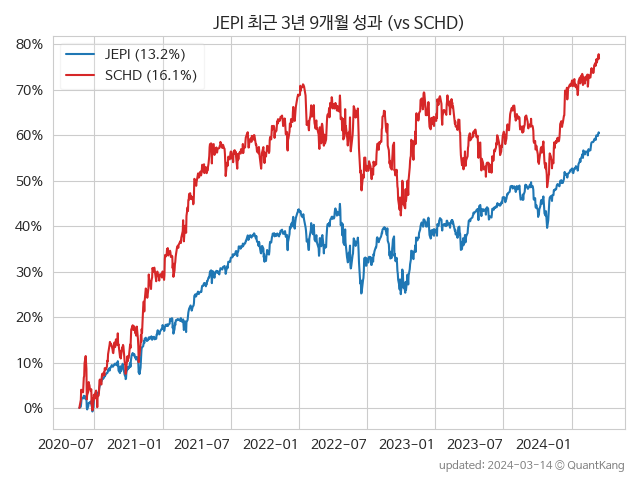 JEPI 최근 3년 9개월 성과 (vs SCHD)
JEPI (13.2%)
SCHD (16.1%)
80%
70%
60%
50%
40%
30%
20%
10%
0%
2020-07 2021-01 2021-07 2022-01 2022-07 2023-01 2023-07 2024-01
updated: 2024-03-14 © QuantKang